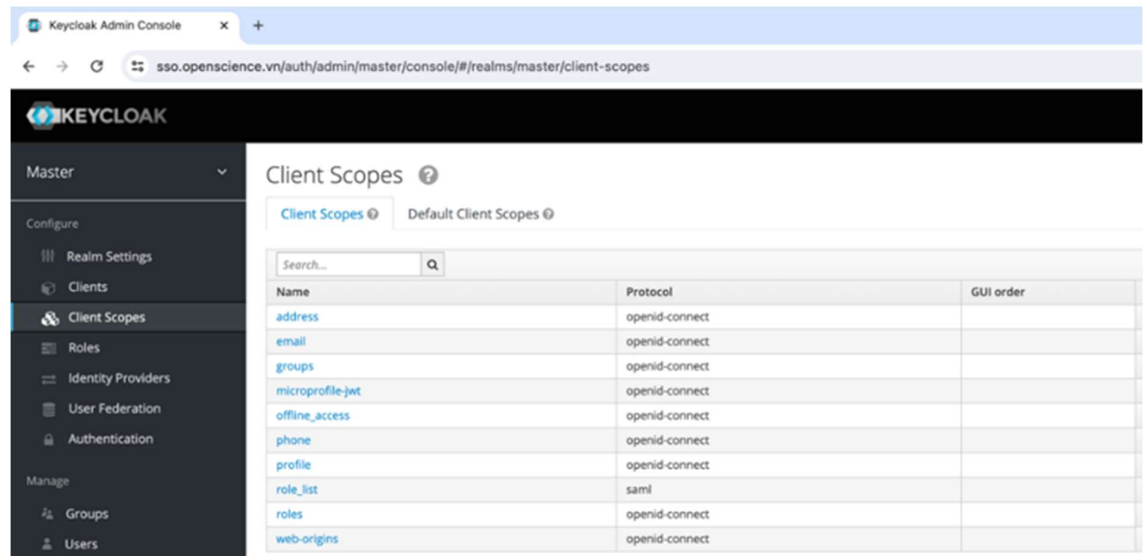 Keycloak Admin Console
sso.openscience.vn/auth/admin/master/console/#/realms/master/client-scopes
KEYCLOAK
Master
Configure
Realm Settings
Clients
Client Scopes
Roles
Identity Providers
User Federation
Authentication
Manage
Groups
Users
Client Scopes
Client Scopes Default Client Scopes
Search...
Name Protocol GUI order
address openid-connect
email openid-connect
groups openid-connect
microprofile-jwt openid-connect
offline_access openid-connect
phone openid-connect
profile openid-connect
role_list saml
roles openid-connect
web-origins openid-connect